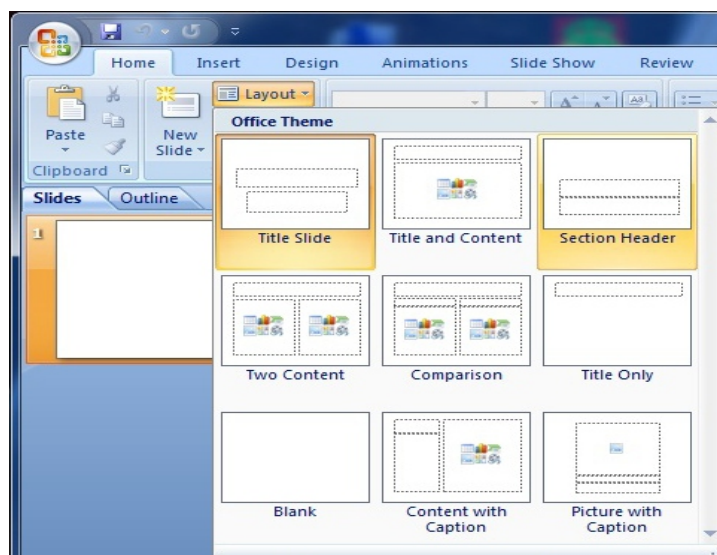 Home Insert Design Animations Slide Show Review
Layout
Paste
New
Slide
Clipboard
Office Theme
Title Slide Title and Content Section Header
Slides Outline
1
Two Content Comparison Title Only
Blank Content with
Caption Picture with
Caption